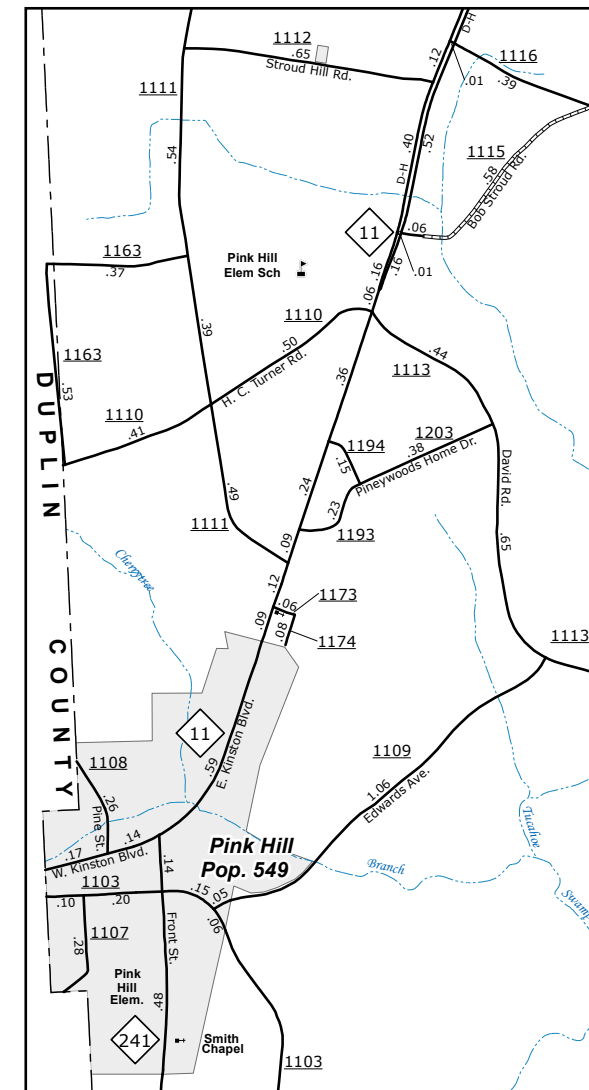 D-H
1112
.65
Stroud Hill Rd.
.12
1116
.01
.39
1111
.54
.40
.52
D-H
1115
.58
Bob Stroud Rd.
11
.06
.01
1163
.37
Pink Hill
Elem Sch
.16
.16
.06
1110
.39
.50
H. C. Turner Rd.
.44
1113
.36
1163
.53
1110
.41
DUPLIN
1194
.15
1203
.38
Pineywoods Home Dr.
David Rd.
.24
.23
1193
.49
1111
.09
.65
Cherrytree
.12
.06
1173
.09
.08
1174
1113
COUNTY
11
E. Kinston Blvd.
.59
1108
.26
Pine St.
1109
1.06
Edwards Ave.
Tucahoe
Swamp
.14
.17
W. Kinston Blvd.
.14
Pink Hill
Pop. 549
Branch
1103
.10
.20
.15
.05
.06
1107
.28
Front St.
Pink
Hill
Elem.
.48
241
Smith
Chapel
1103